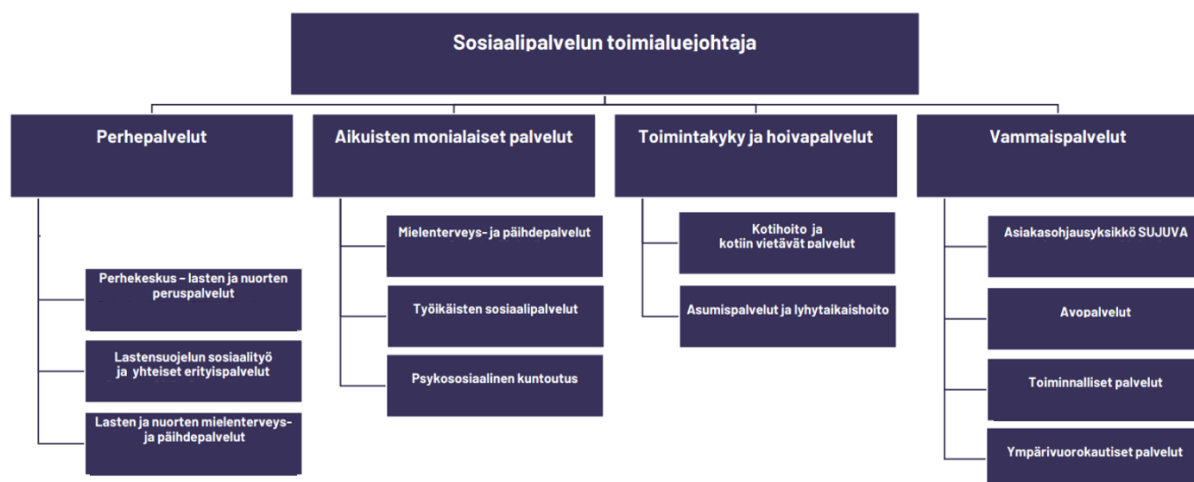 Sosiaalipalvelun toimialuejohtaja
Perhepalvelut
Perhekeskus – lasten ja nuorten
peruspalvelut
Lastensuojelun sosiaalityö
ja yhteiset erityispalvelut
Lasten ja nuorten mielenterveys-
ja päihdepalvelut
Aikuisten monialaiset palvelut
Mielenterveys- ja päihdepalvelut
Työikäisten sosiaalipalvelut
Psykososiaalinen kuntoutus
Toimintakyky ja hoivapalvelut
Kotihoito ja
kotiin vietävät palvelut
Asumispalvelut ja lyhytaikaishoito
Vammaispalvelut
Asiakasohjausyksikkö SUJUVA
Avopalvelut
Toiminnalliset palvelut
Ympärivuorokautiset palvelut